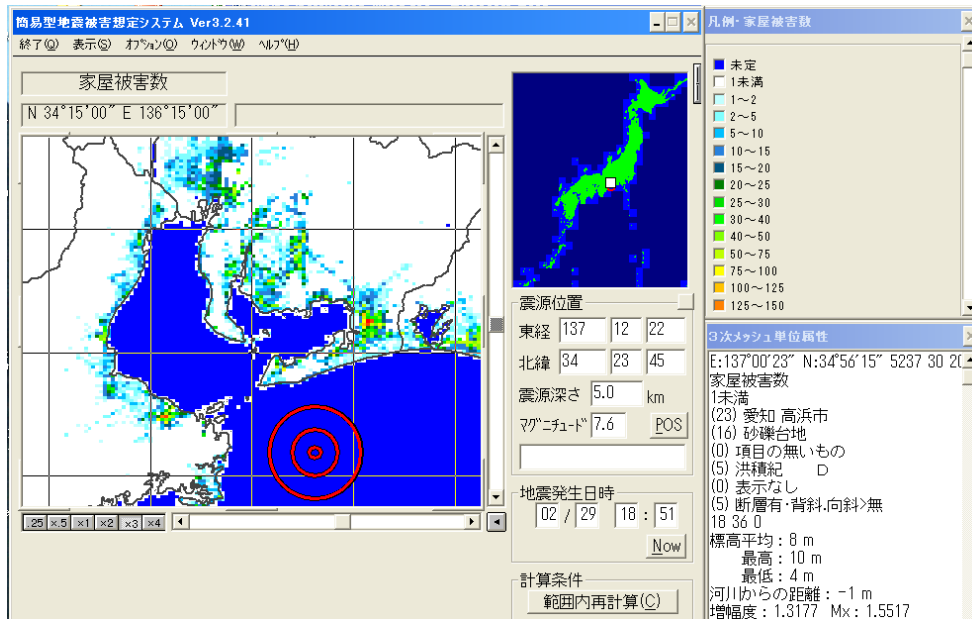 簡易型地震被害想定システム Ver3.2.41
終了(Q) 表示(S) オプション(O) ウィンドウ(W) ヘルプ(H)
家屋被害数
N 34°15'00" E 136°15'00"
.25 ×.5 ×1 ×2 ×3 ×4
震源位置
東経 137 12 22
北緯 34 23 45
震源深さ 5.0 km
マグニチュード 7.6 POS
地震発生日時
02 / 29 18 : 51
Now
計算条件
範囲内再計算(C)
凡例・家屋被害数
未定
1未満
1～2
2～5
5～10
10～15
15～20
20～25
25～30
30～40
40～50
50～75
75～100
100～125
125～150
3次メッシュ単位属性
E:137°00'23" N:34°56'15" 5237 30 20
家屋被害数
1未満
(23) 愛知 高浜市
(16) 砂礫台地
(0) 項目の無いもの
(5) 洪積紀 D
(0) 表示なし
(5) 断層有・背斜.向斜>無
18 36 0
標高平均 : 8 m
最高 : 10 m
最低 : 4 m
河川からの距離 : -1 m
増幅度 : 1.3177 Mx : 1.5517